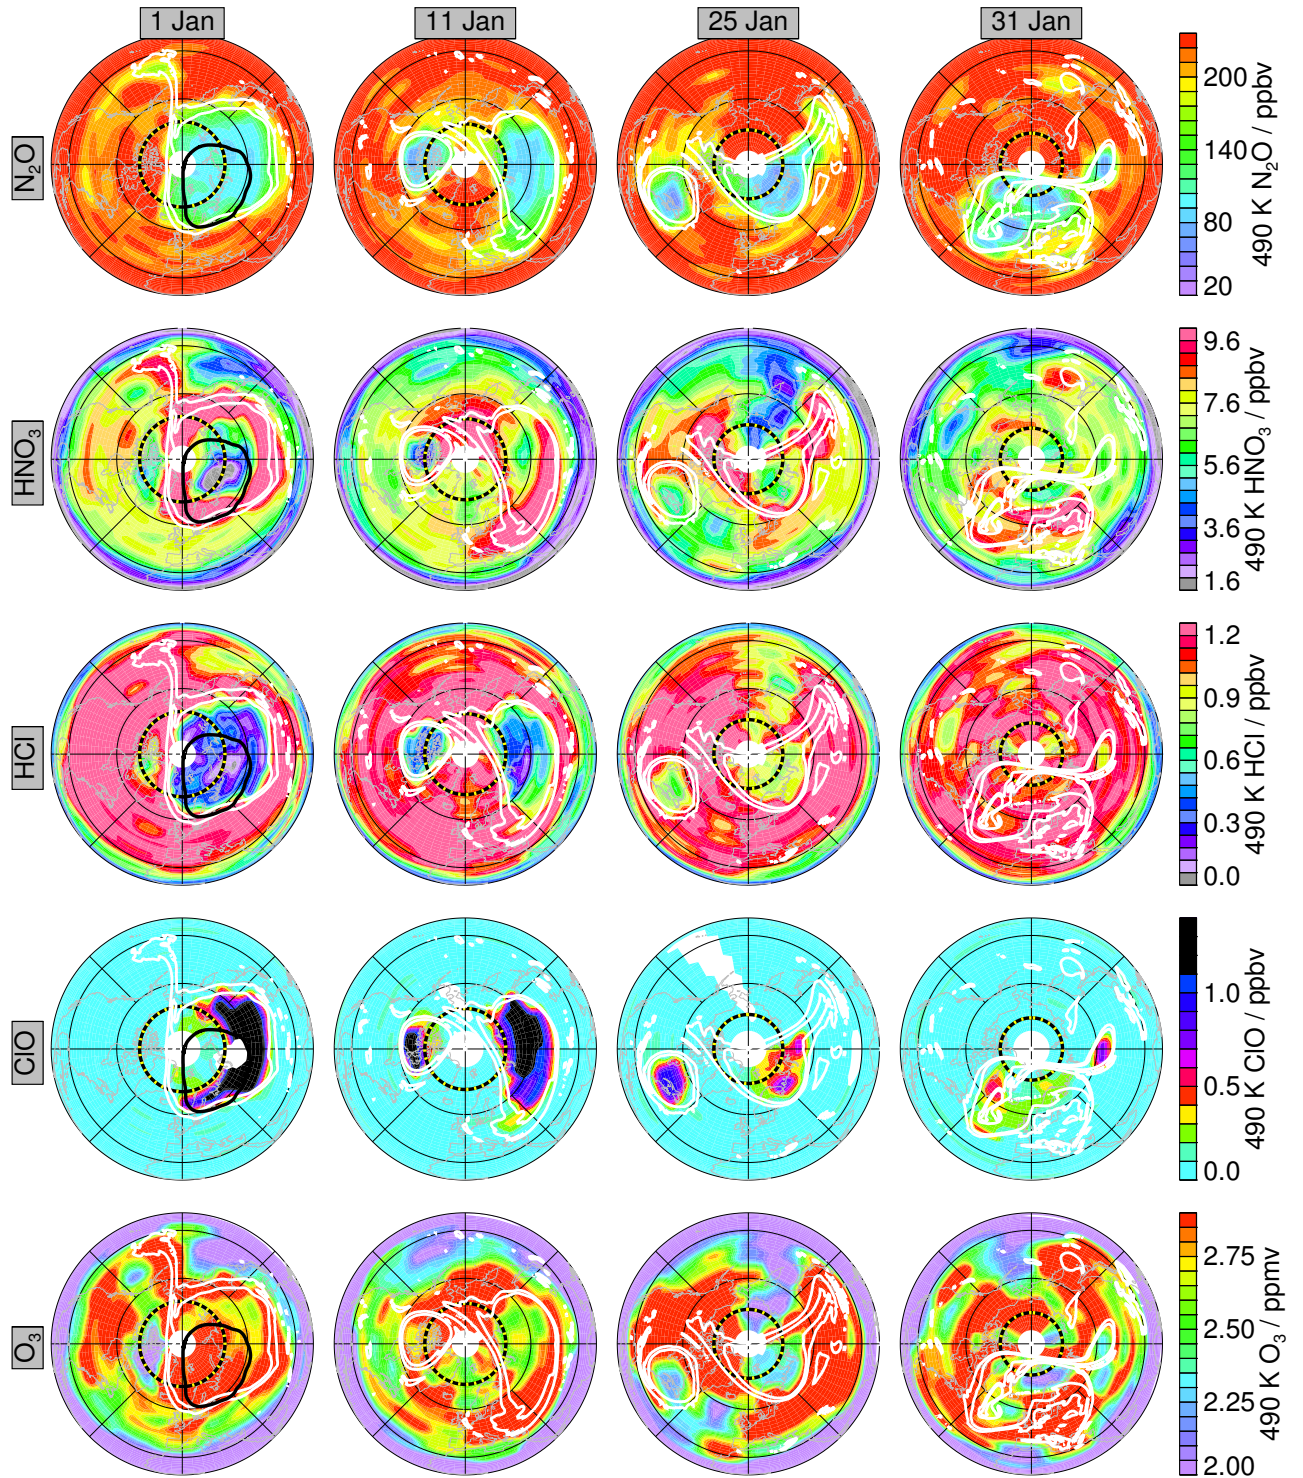 1 Jan
11 Jan
25 Jan
31 Jan
N₂O
200
140
80
20
490 K N₂O / ppbv
HNO₃
9.6
7.6
5.6
3.6
1.6
490 K HNO₃ / ppbv
HCl
1.2
0.9
0.6
0.3
0.0
490 K HCl / ppbv
ClO
1.0
0.5
0.0
490 K ClO / ppbv
O₃
2.75
2.50
2.25
2.00
490 K O₃ / ppmv